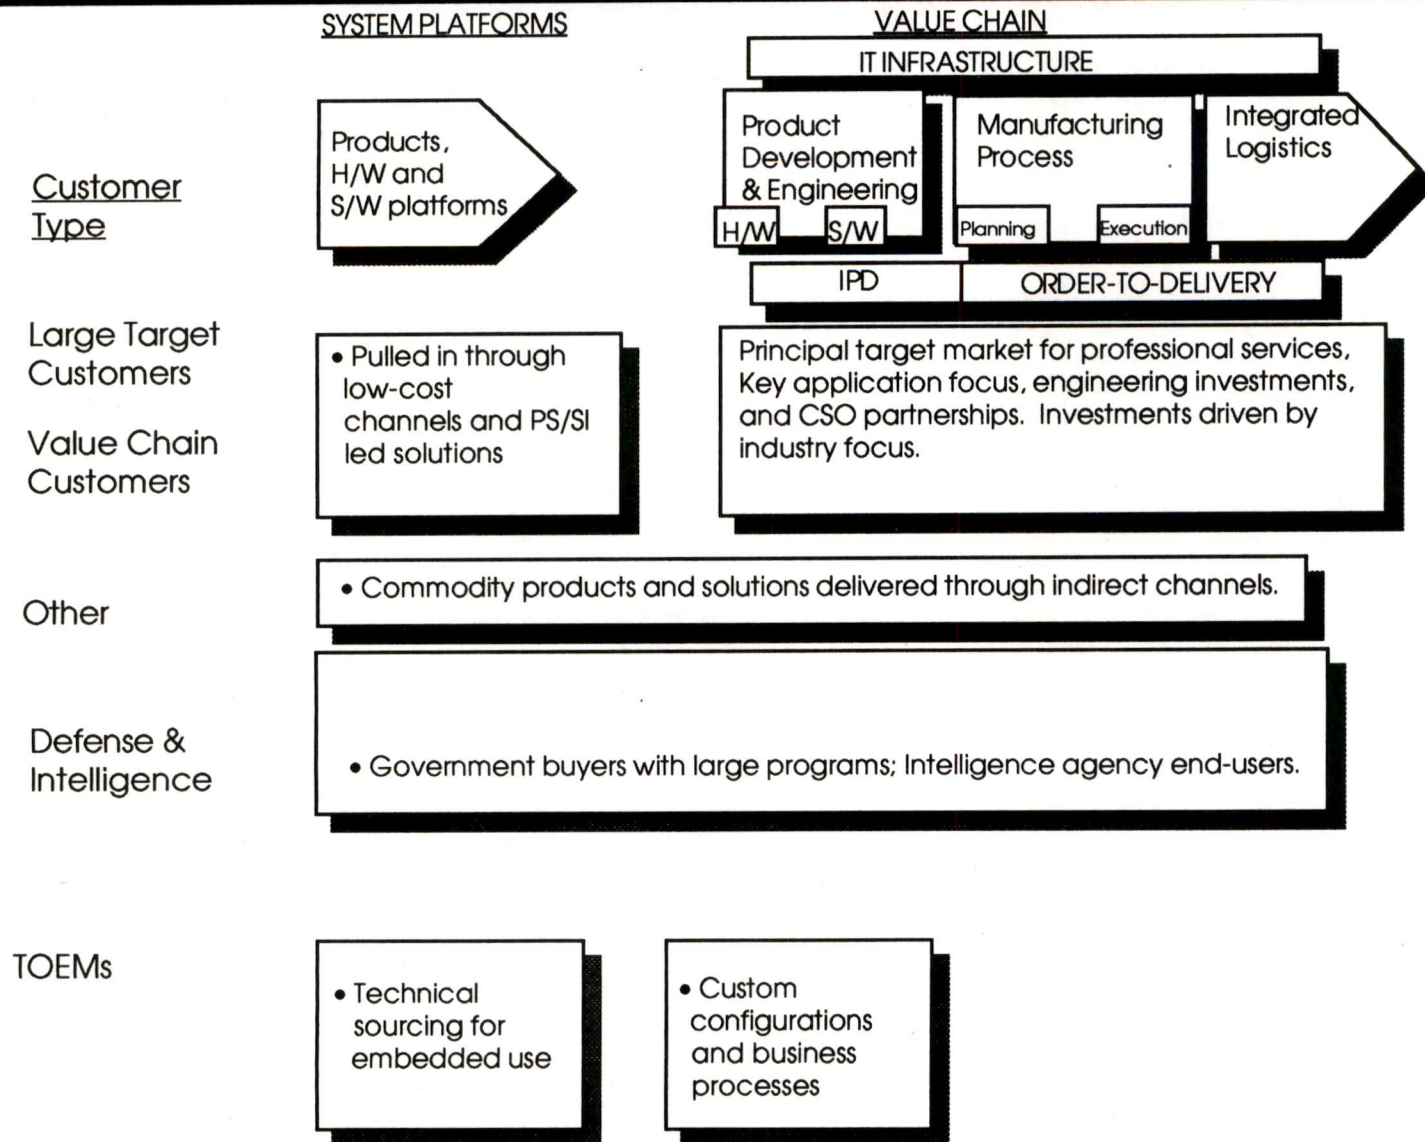 SYSTEM PLATFORMS
VALUE CHAIN
IT INFRASTRUCTURE
Customer
Type
Products,
H/W and
S/W platforms
Product
Development
& Engineering
H/W
S/W
Manufacturing
Process
Planning
Execution
Integrated
Logistics
IPD
ORDER-TO-DELIVERY
Large Target
Customers
Value Chain
Customers
• Pulled in through
low-cost
channels and PS/SI
led solutions
Principal target market for professional services,
Key application focus, engineering investments,
and CSO partnerships. Investments driven by
industry focus.
Other
• Commodity products and solutions delivered through indirect channels.
Defense &
Intelligence
• Government buyers with large programs; Intelligence agency end-users.
TOEMs
• Technical
sourcing for
embedded use
• Custom
configurations
and business
processes